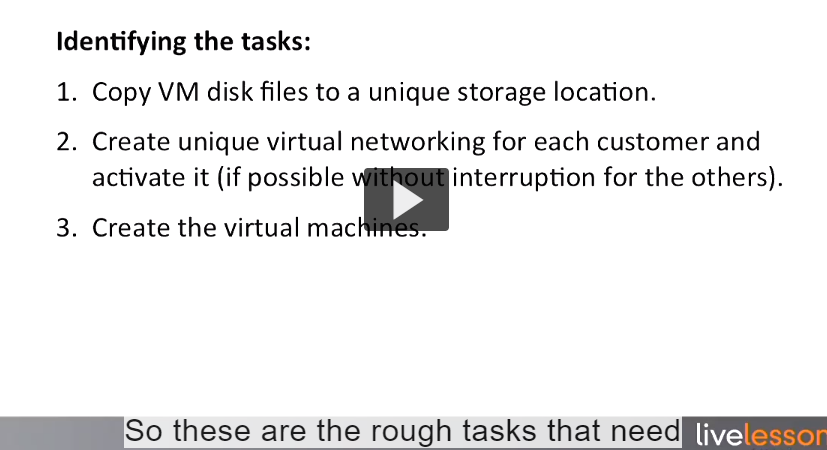 Identifying the tasks:
1. Copy VM disk files to a unique storage location.
2. Create unique virtual networking for each customer and
activate it (if possible without interruption for the others).
3. Create the virtual machines.
So these are the rough tasks that need
livelesson